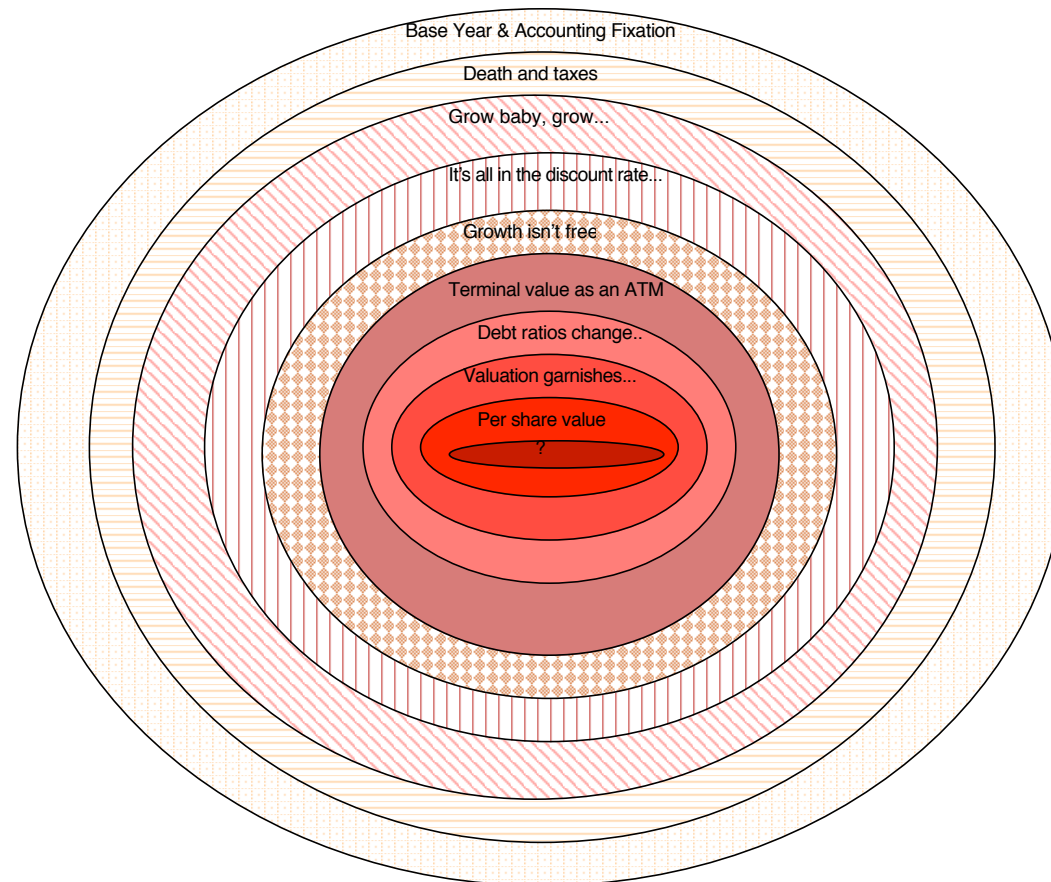 Base Year & Accounting Fixation
Death and taxes
Grow baby, grow...
It's all in the discount rate...
Growth isn't free
Terminal value as an ATM
Debt ratios change..
Valuation garnishes...
Per share value
?